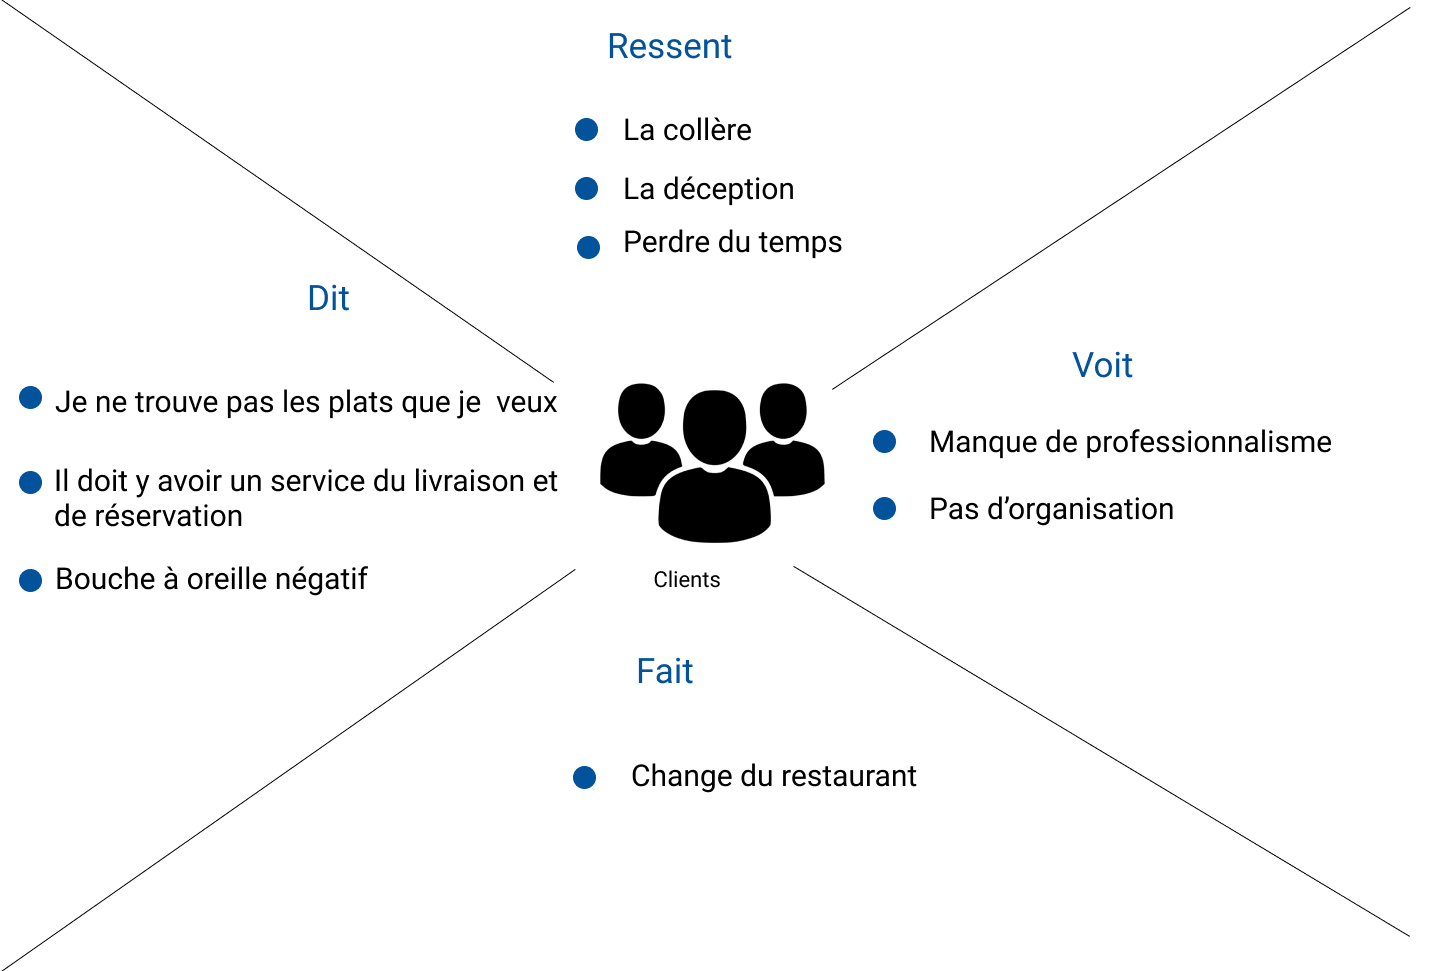 Ressent
La collère
La déception
Perdre du temps
Dit
Je ne trouve pas les plats que je  veux
Il doit y avoir un service du livraison et
de réservation
Bouche à oreille négatif
Voit
Manque de professionnalisme
Pas d’organisation
Clients
Fait
Change du restaurant